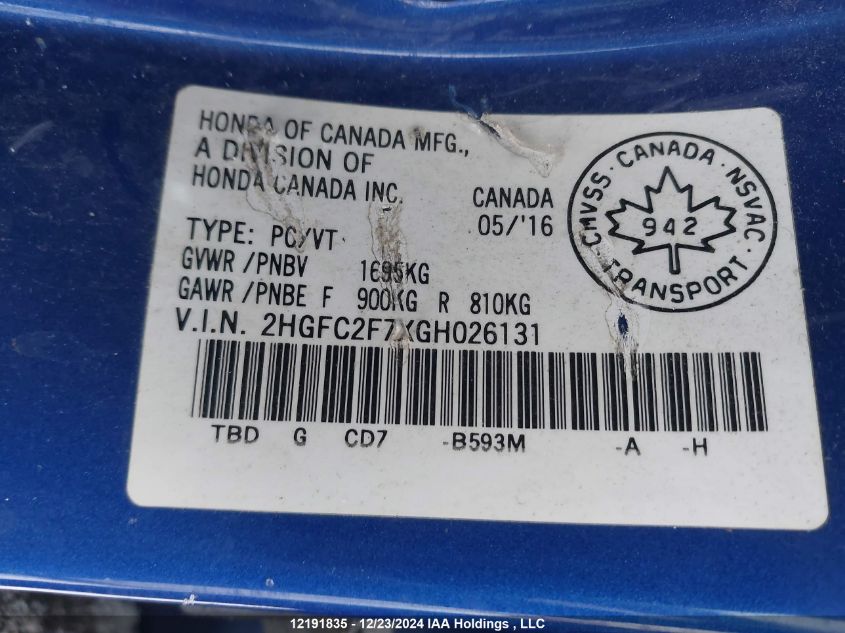 HONDA OF CANADA MFG.,
A DIVISION OF
HONDA CANADA INC.
CANADA
05/'16
TYPE: PC/VT
GVWR /PNBV 1695KG
GAWR /PNBE F 900KG R 810KG
V.I.N. 2HGFC2F7XGH026131
TBD G CD7 -B593M -A -H
CMVSS · CANADA · NSVAC
942
TRANSPORT
12191835 - 12/23/2024 IAA Holdings , LLC